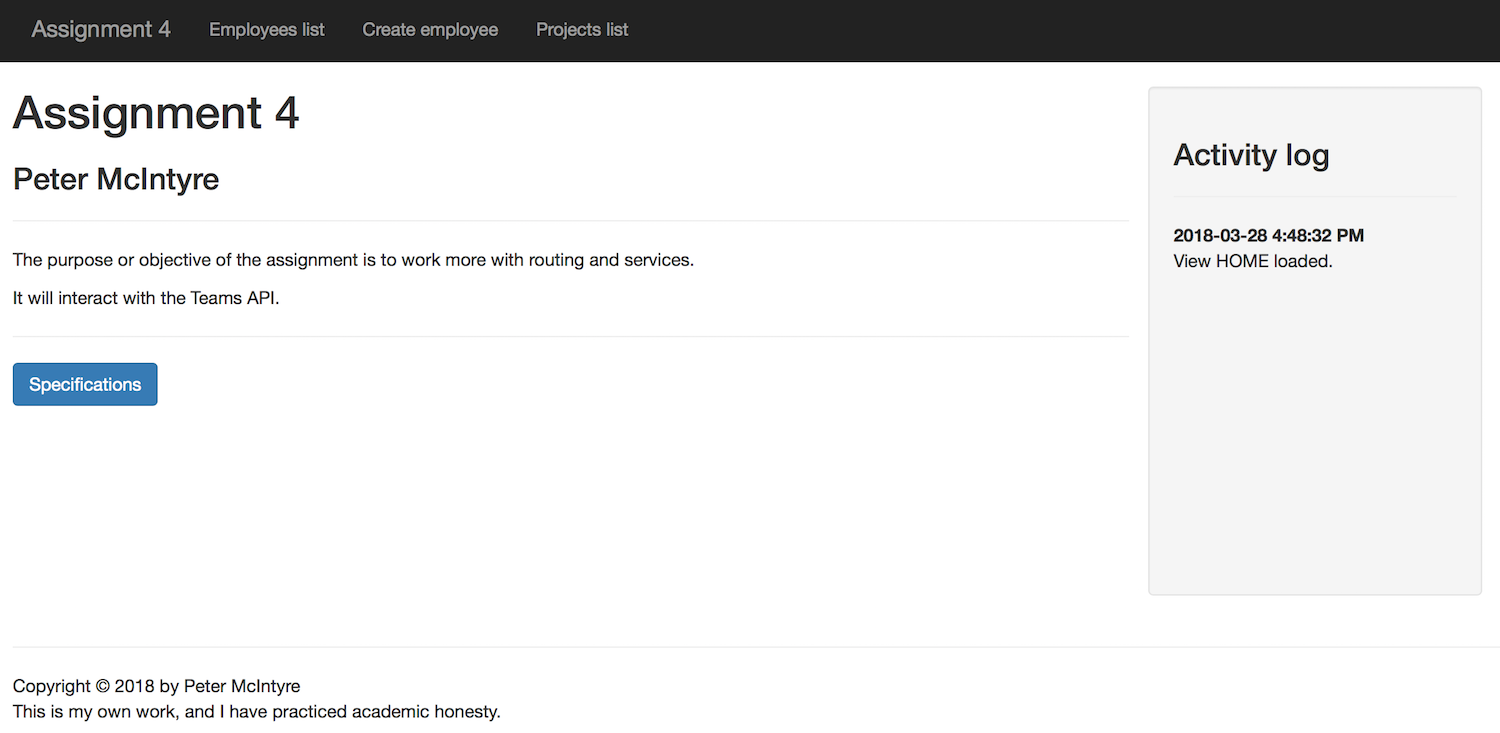 Assignment 4 Employees list Create employee Projects list
Assignment 4
Peter McIntyre
The purpose or objective of the assignment is to work more with routing and services.
It will interact with the Teams API.
Specifications
Activity log
2018-03-28 4:48:32 PM
View HOME loaded.
Copyright © 2018 by Peter McIntyre
This is my own work, and I have practiced academic honesty.